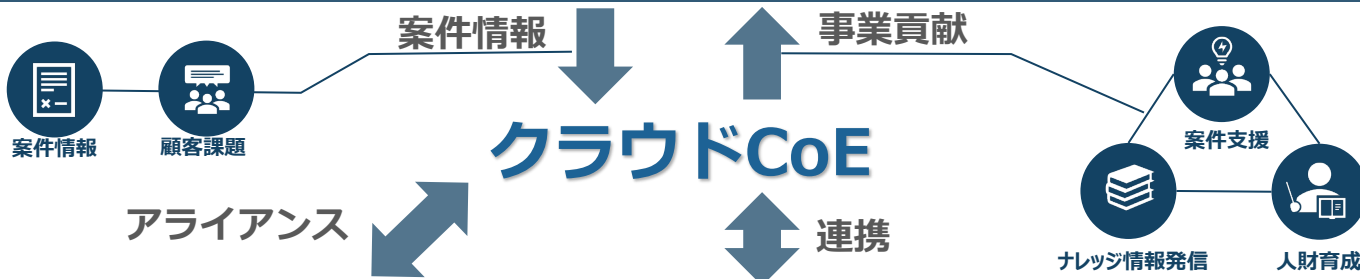 案件情報
事業貢献
案件情報
顧客課題
クラウドCoE
案件支援
アライアンス
連携
ナレッジ情報発信
人財育成